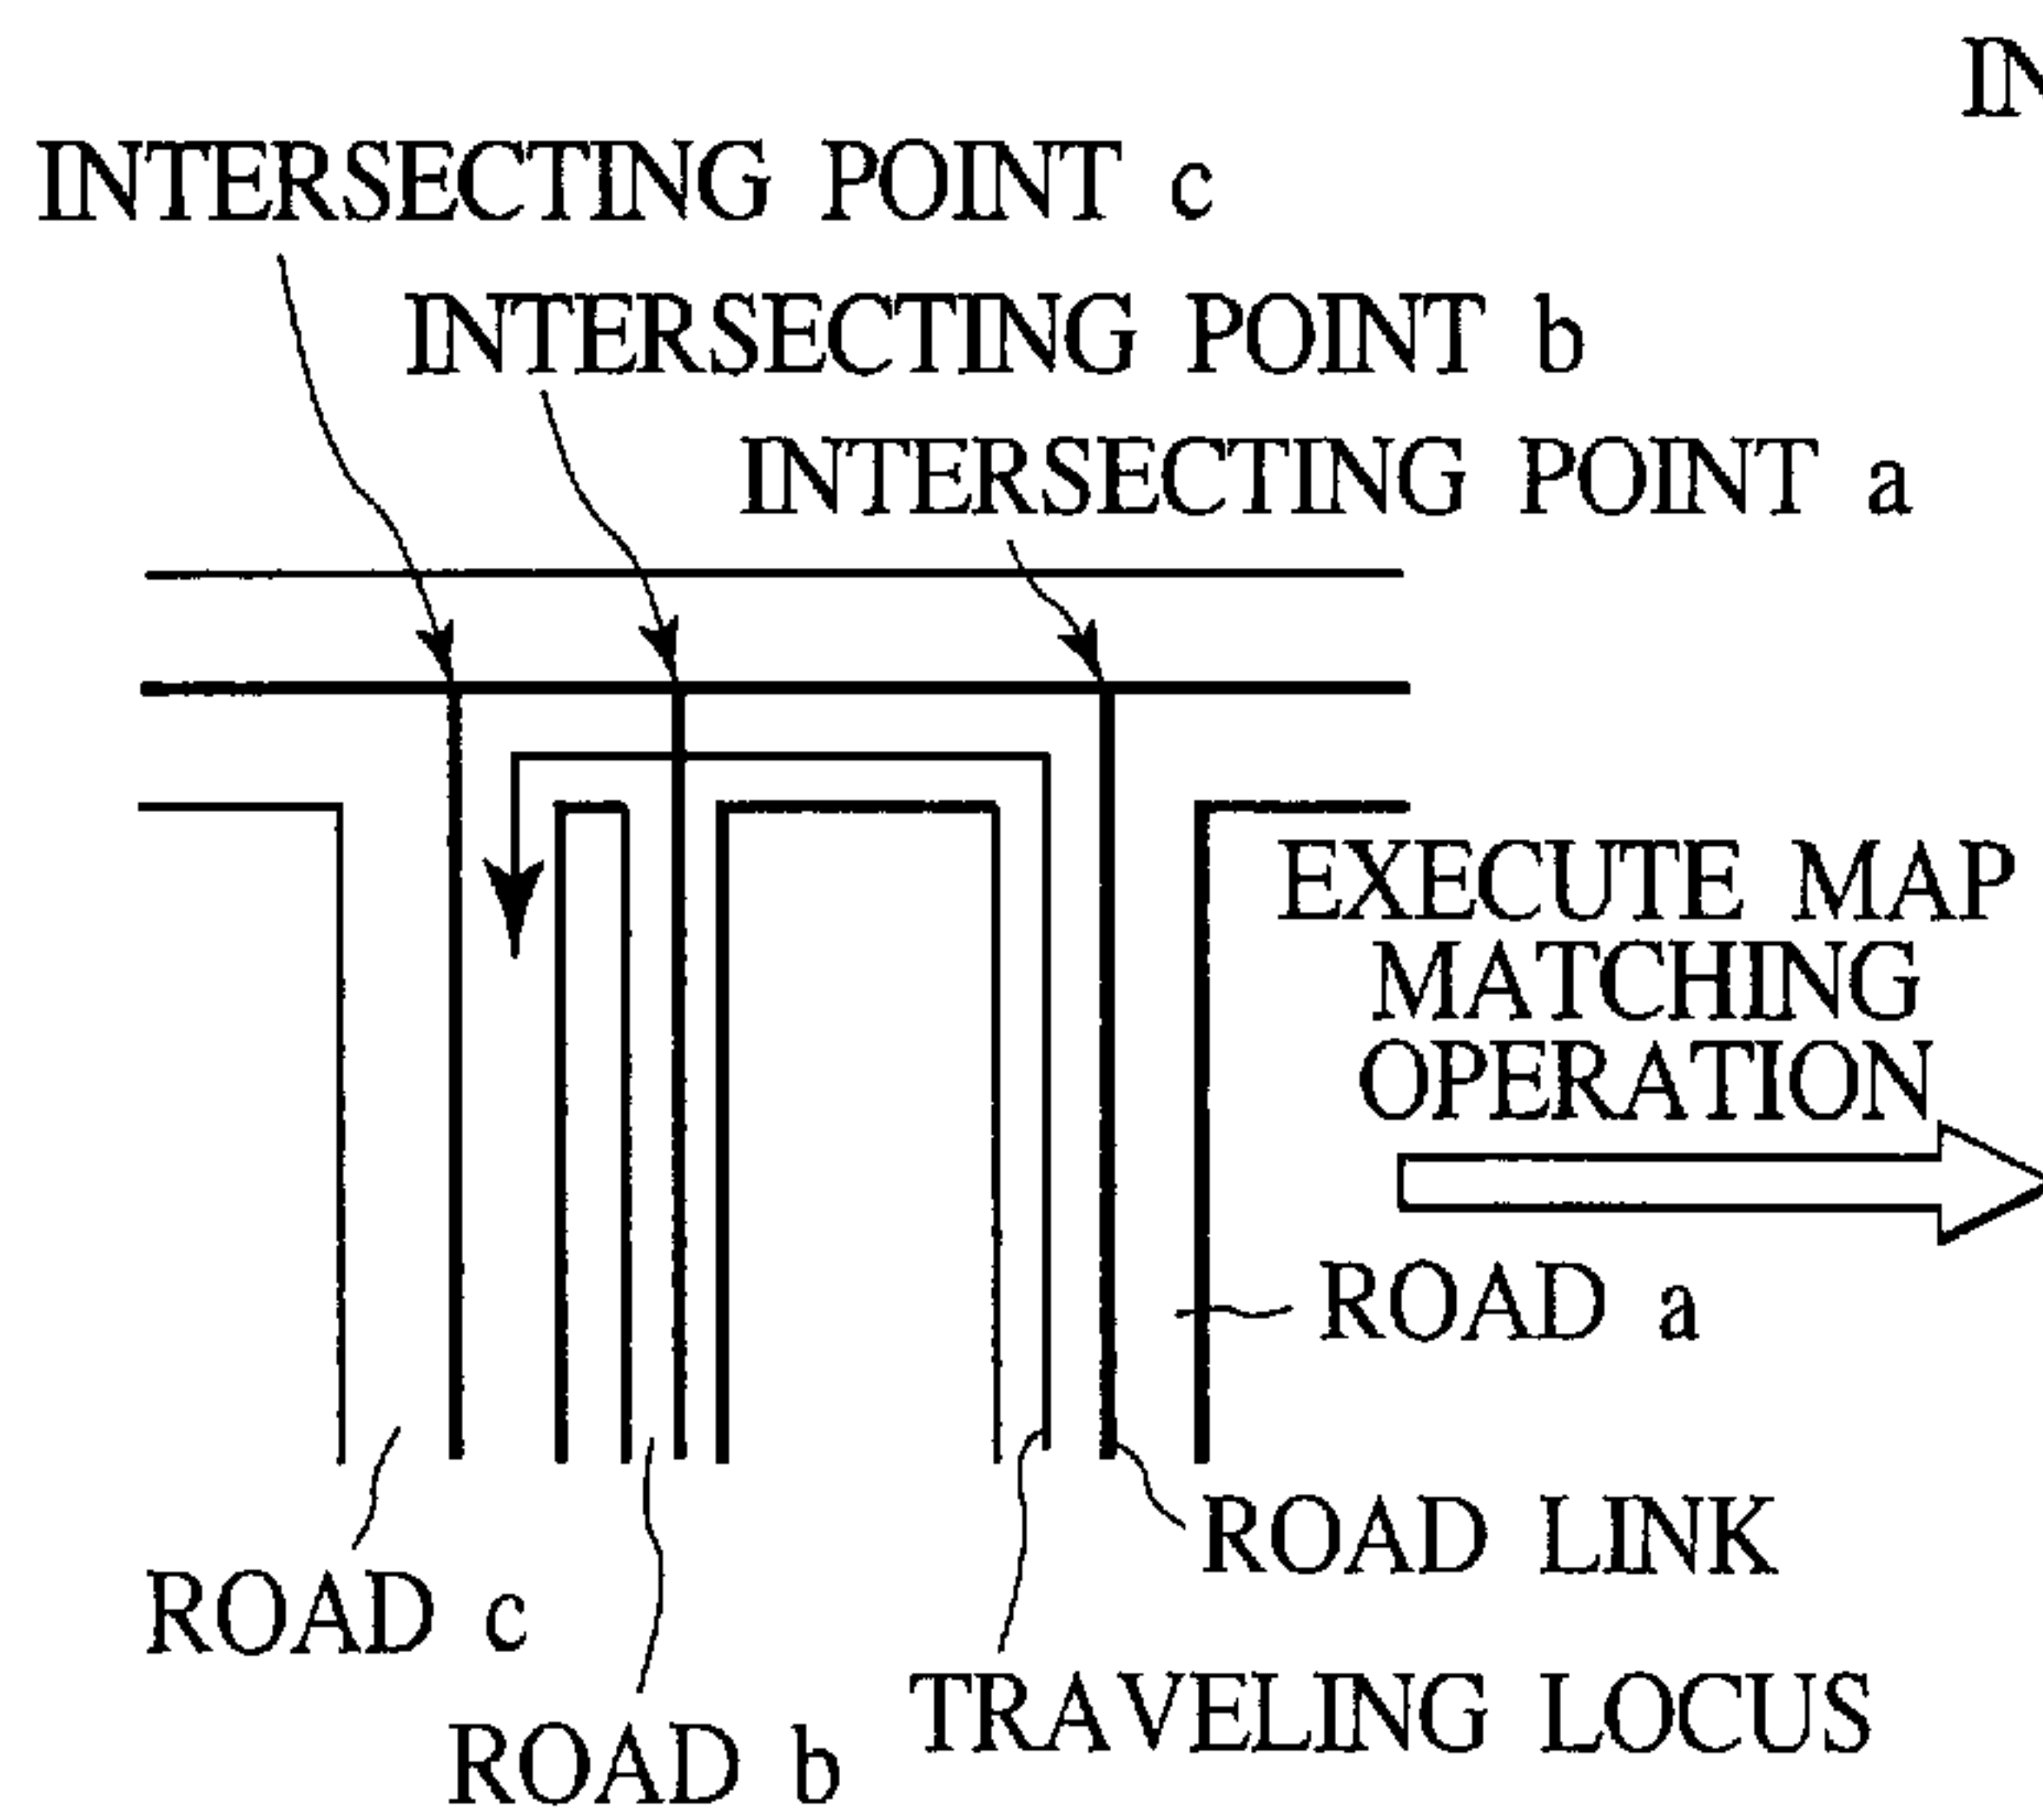 INTERSECTING POINT c
INTERSECTING POINT b
INTERSECTING POINT a
EXECUTE MAP
MATCHING
OPERATION
ROAD a
ROAD LINK
ROAD c
TRAVELING LOCUS
ROAD b